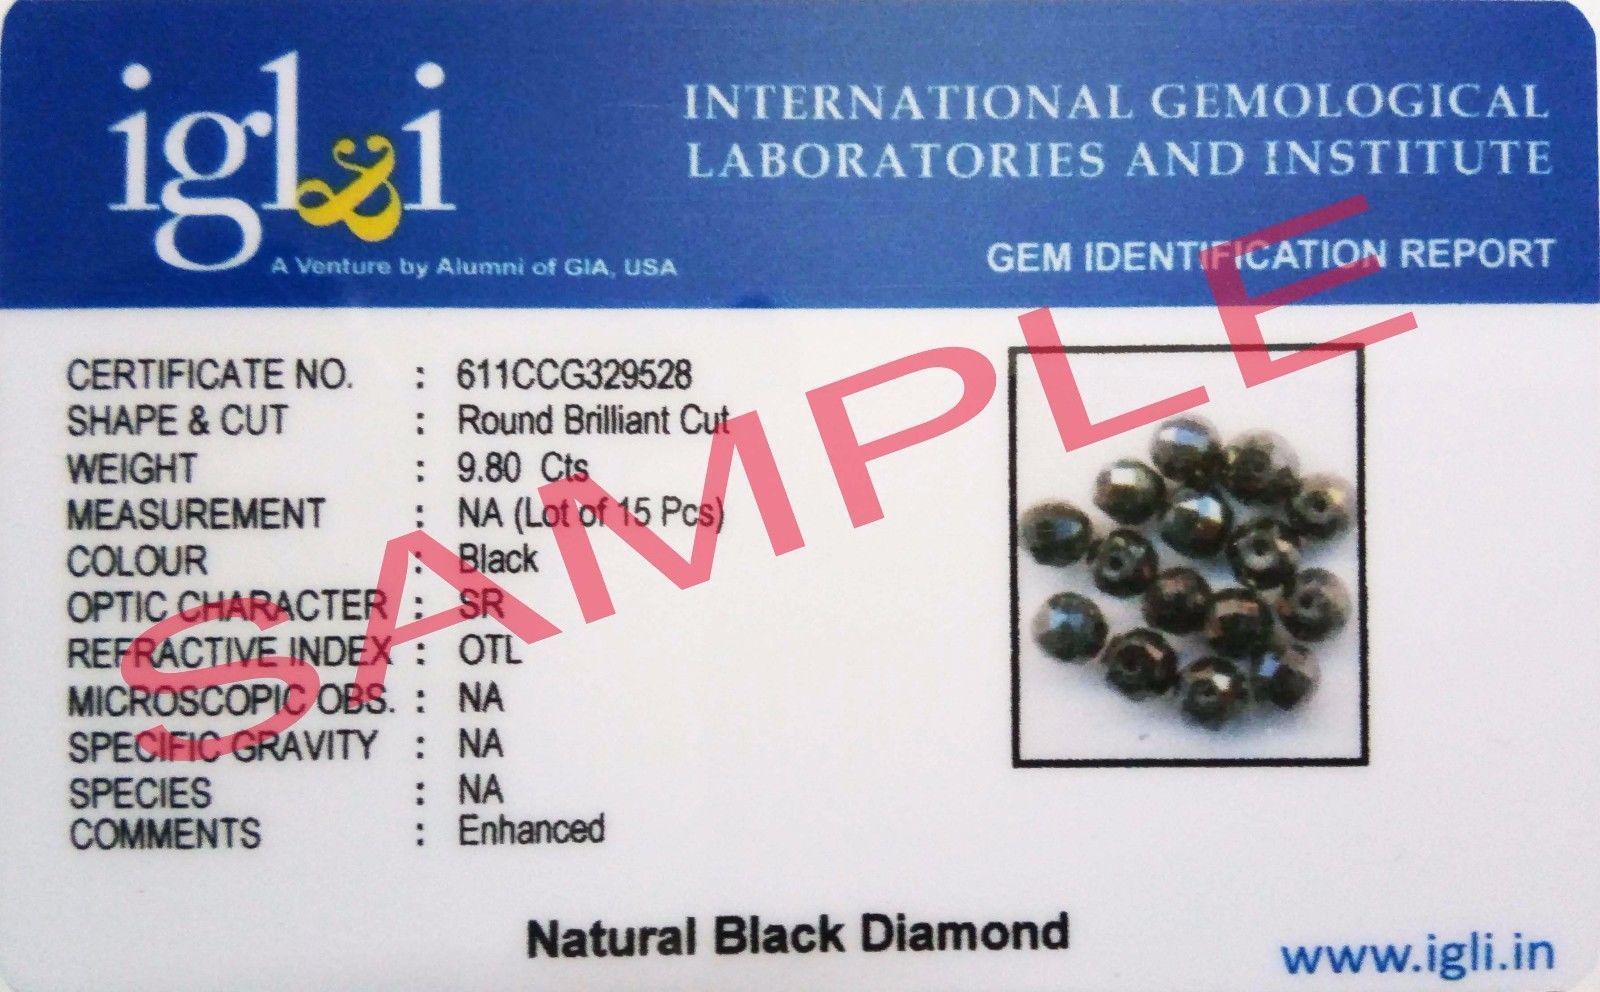 igl&i
A Venture by Alumni of GIA, USA
INTERNATIONAL GEMOLOGICAL
LABORATORIES AND INSTITUTE
GEM IDENTIFICATION REPORT
CERTIFICATE NO. : 611CCG329528
SHAPE & CUT : Round Brilliant Cut
WEIGHT : 9.80 Cts
MEASUREMENT : NA (Lot of 15 Pcs)
COLOUR : Black
OPTIC CHARACTER : SR
REFRACTIVE INDEX : OTL
MICROSCOPIC OBS. : NA
SPECIFIC GRAVITY : NA
SPECIES : NA
COMMENTS : Enhanced
SAMPLE
Natural Black Diamond
www.igli.in